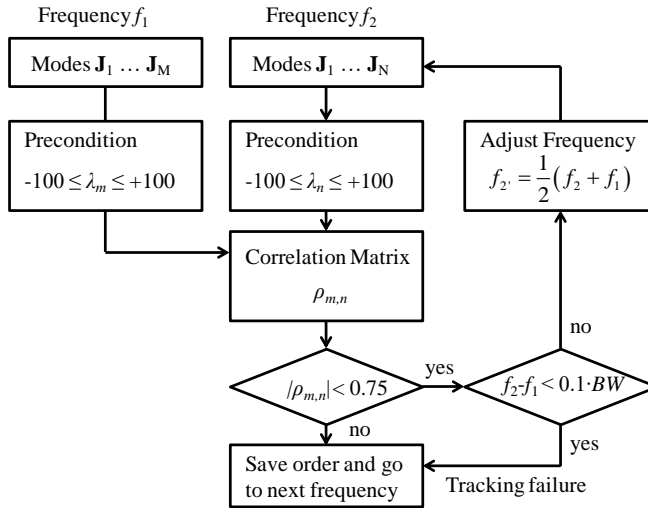 Frequency f₁
Frequency f₂
Modes J₁ … J_M
Modes J₁ … J_N
Precondition
-100 ≤ λₘ ≤ +100
Precondition
-100 ≤ λₙ ≤ +100
Adjust Frequency
f₂' = 1/2 (f₂ + f₁)
Correlation Matrix
ρₘ,ₙ
no
|ρₘ,ₙ| < 0.75
yes
f₂-f₁ < 0.1·BW
no
yes
Save order and go
to next frequency
Tracking failure